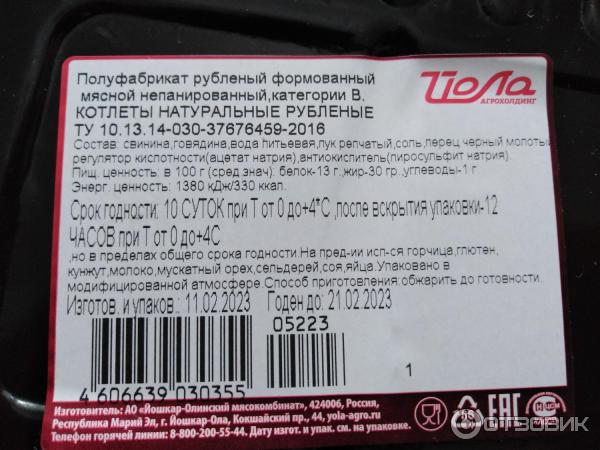 Полуфабрикат рубленый формованный
мясной непанированный,категории В.
КОТЛЕТЫ НАТУРАЛЬНЫЕ РУБЛЕНЫЕ
ТУ 10.13.14-030-37676459-2016
Йола
АГРОХОЛДИНГ
Состав: свинина,говядина,вода питьевая,лук репчатый,соль,перец черный молотый
регулятор кислотности(ацетат натрия),антиокислитель(пиросульфит натрия).
Пищ. ценность: в 100 г (сред.знач): белок-13 г.,жир-30 гр.,углеводы-1 г
Энерг. ценность: 1380 кДж/330 ккал.
Срок годности: 10 СУТОК при Т от 0 до+4*С ,после вскрытия упаковки-12
ЧАСОВ при Т от 0 до+4С
,но в пределах общего срока годности.На пред-ии исп-ся горчица,глютен,
кунжут,молоко,мускатный орех,сельдерей,соя,яйца.Упаковано в
модифицированной атмосфере.Способ приготовления:обжарить до готовности.
Изготов. и упаков.: 11.02.2023 Годен до: 21.02.2023
05223
1
4 606639 030355
Изготовитель: АО «Йошкар-Олинский мясокомбинат», 424006, Россия,
Республика Марий Эл, г. Йошкар-Ола, Кокшайский пр., 44, yola-agro.ru
Телефон горячей линии: 8-800-200-55-44. Дату изгот. и упак. см. на упаковке.
EAC
ОТЗОВИК